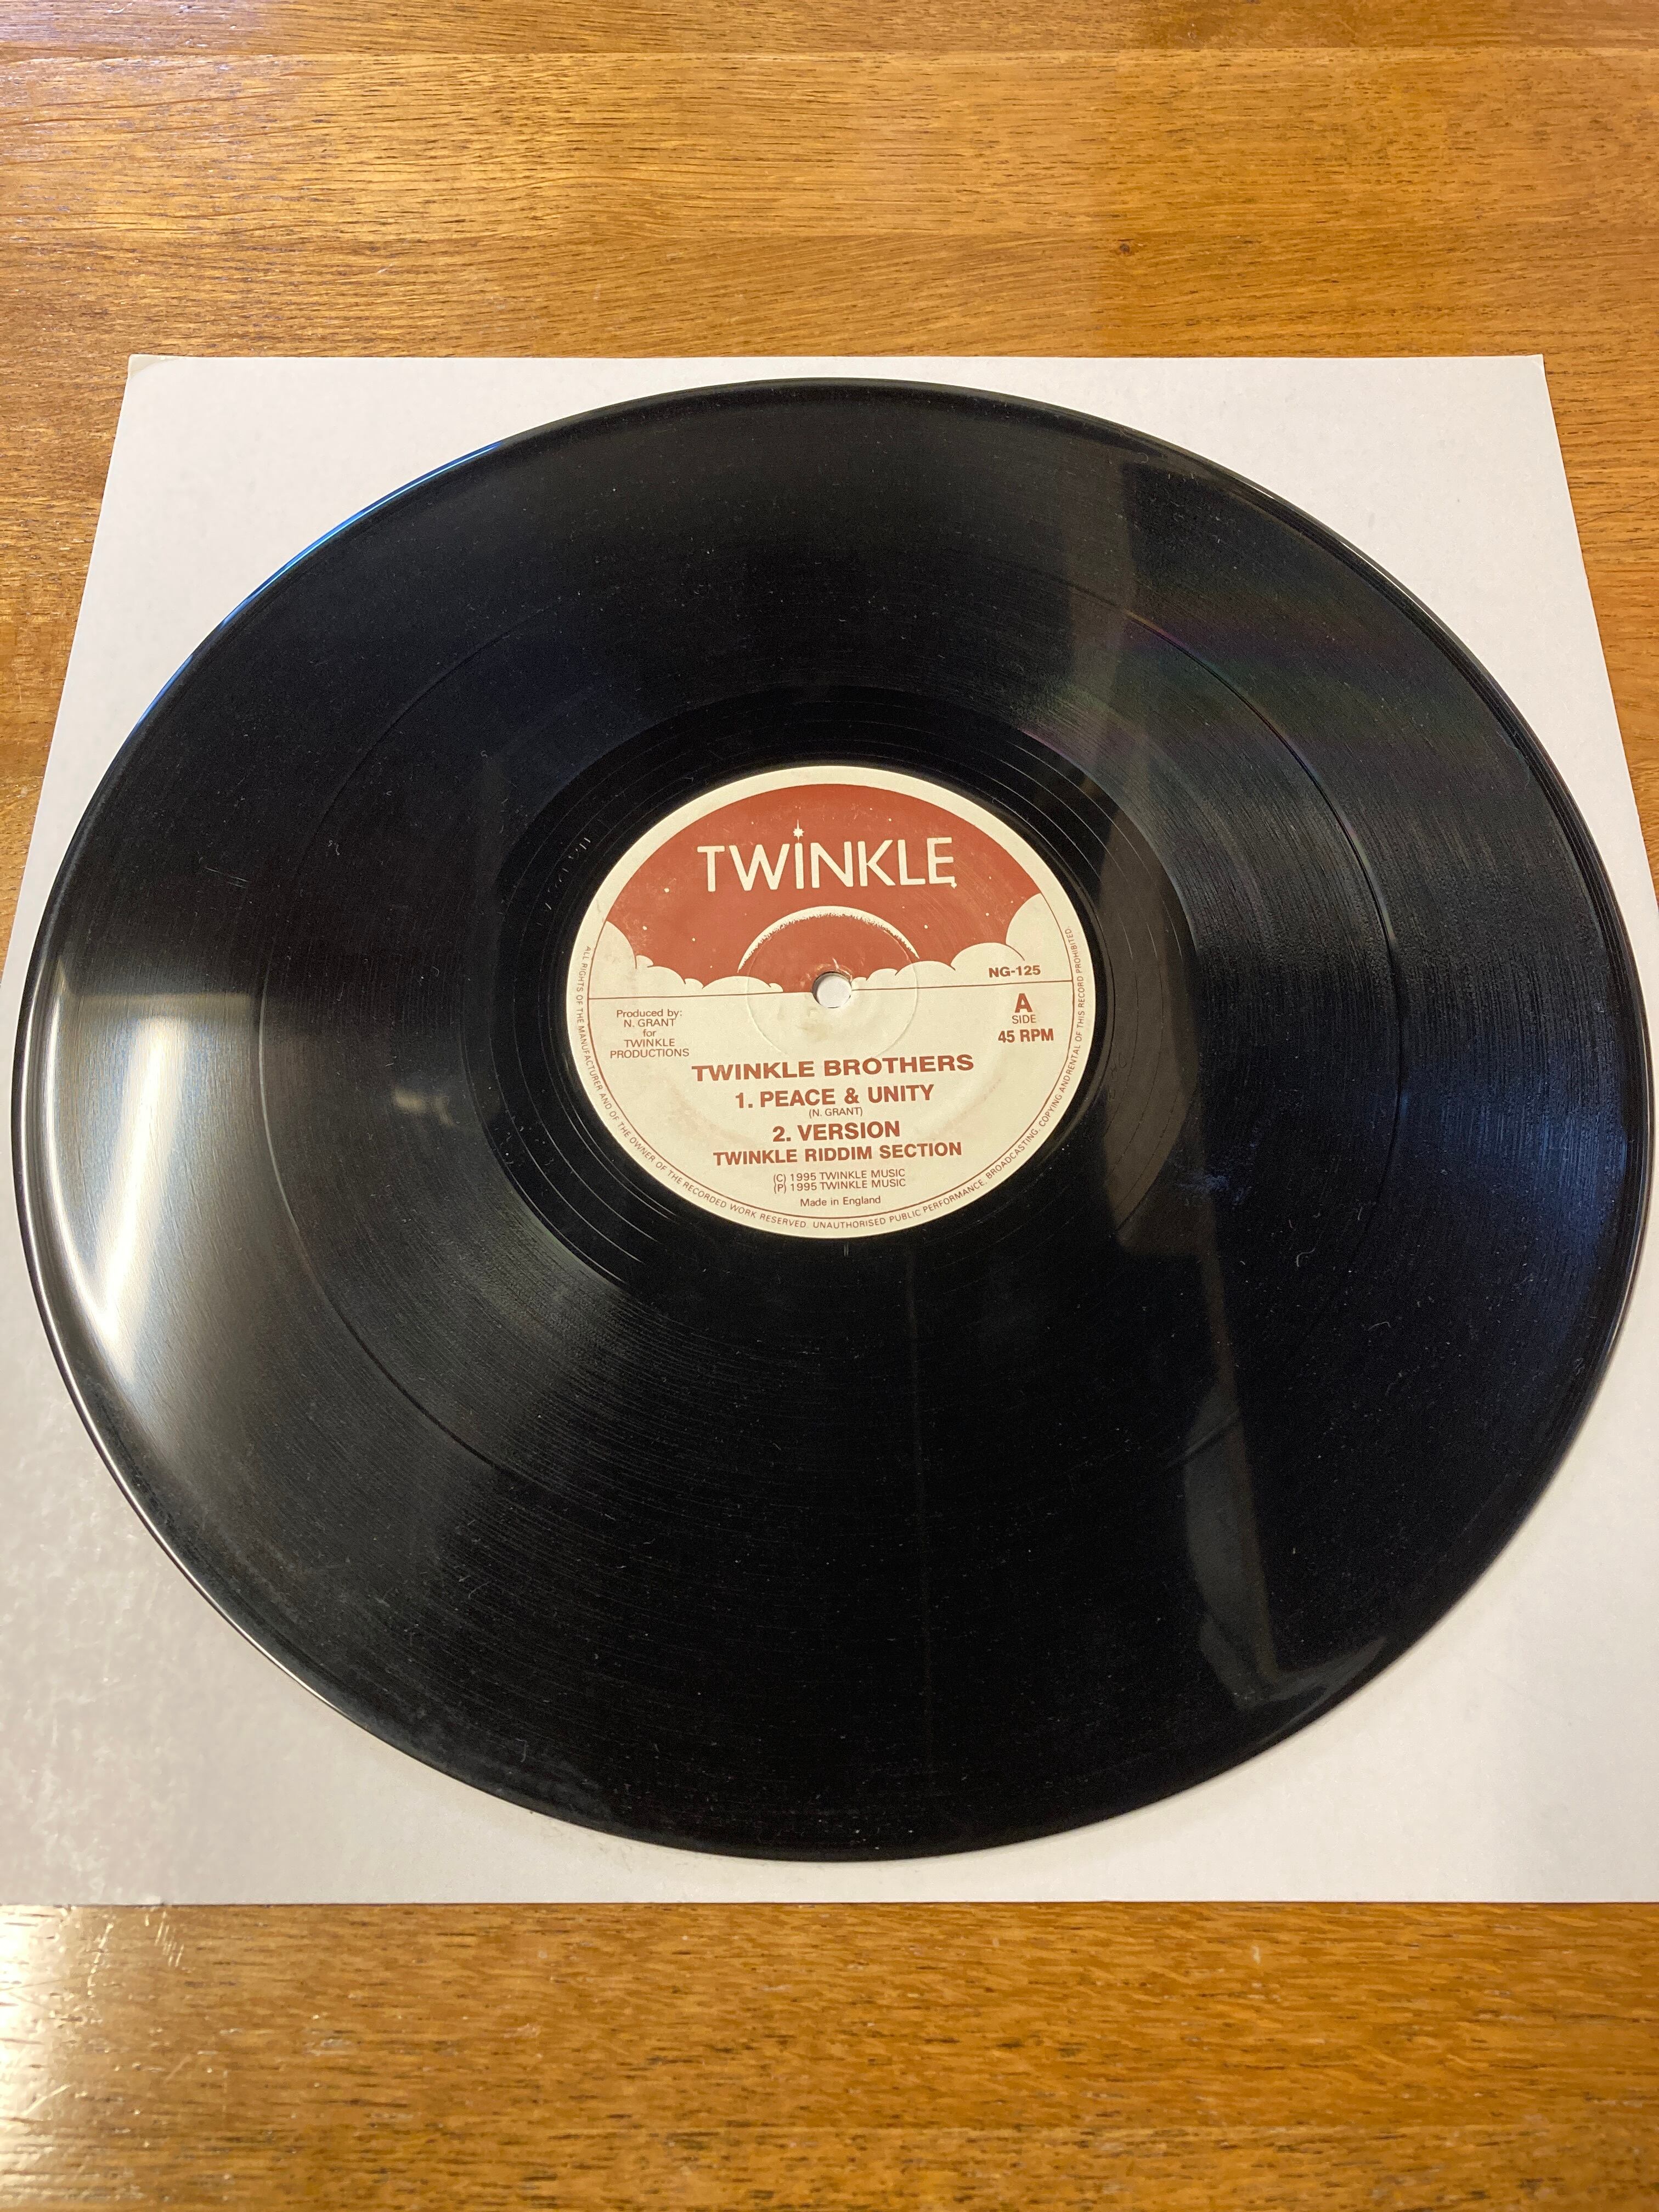 TWiNKLE
NG-125
A
SIDE
45 RPM
Produced by:
N. GRANT
for
TWINKLE
PRODUCTIONS
TWINKLE BROTHERS
1. PEACE & UNITY
(N. GRANT)
2. VERSION
TWINKLE RIDDIM SECTION
(C) 1995 TWINKLE MUSIC
(P) 1995 TWINKLE MUSIC
Made in England
ALL RIGHTS OF THE MANUFACTURER AND OF THE OWNER OF THE RECORDED WORK RESERVED. UNAUTHORISED PUBLIC PERFORMANCE, BROADCASTING, COPYING AND RENTAL OF THIS RECORD PROHIBITED.